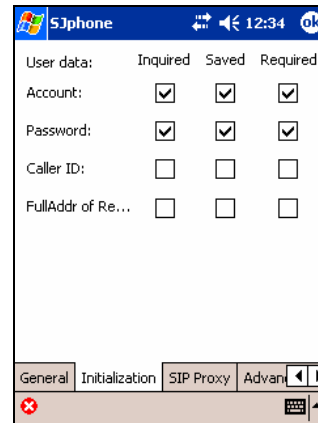 SJphone 12:34 ok
User data: Inquired Saved Required
Account:
Password:
Caller ID:
FullAddr of Re...
General Initialization SIP Proxy Advan